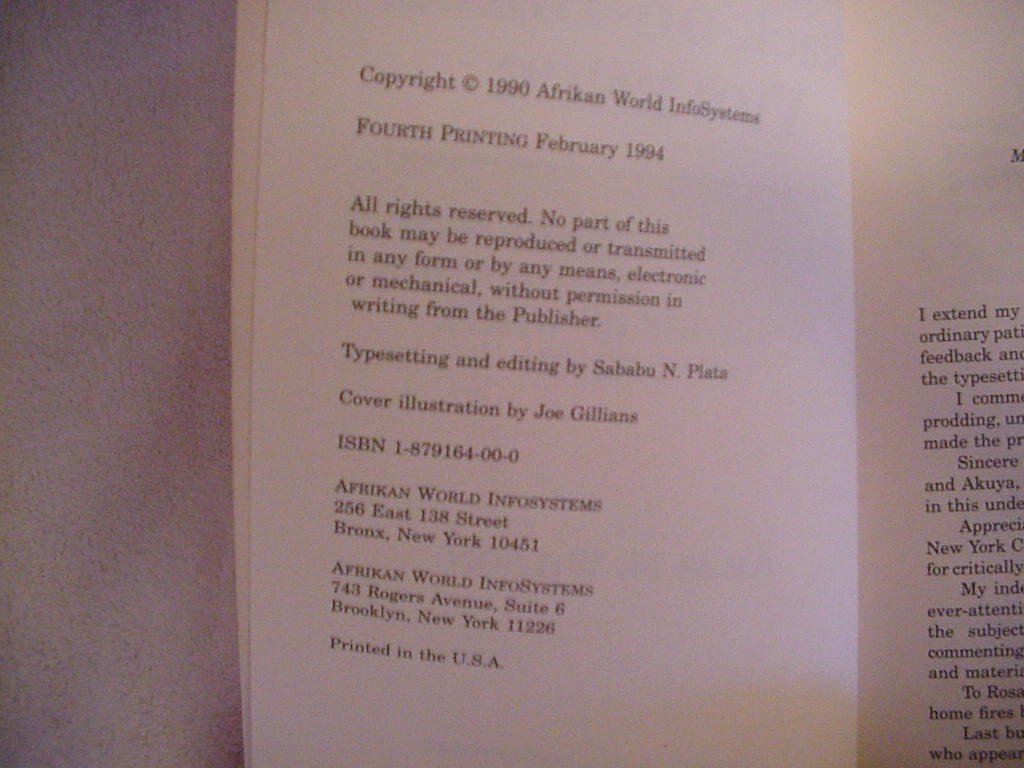 Copyright © 1990 Afrikan World InfoSystems
FOURTH PRINTING February 1994
All rights reserved. No part of this
book may be reproduced or transmitted
in any form or by any means, electronic
or mechanical, without permission in
writing from the Publisher.
Typesetting and editing by Sababu N. Plata
Cover illustration by Joe Gillians
ISBN 1-879164-00-0
AFRIKAN WORLD INFOSYSTEMS
256 East 138 Street
Bronx, New York 10451
AFRIKAN WORLD INFOSYSTEMS
743 Rogers Avenue, Suite 6
Brooklyn, New York 11226
Printed in the U.S.A.
M
I extend my
ordinary pati
feedback and
the typesetti
I comme
prodding, un
made the pr
Sincere
and Akuya,
in this unde
Apprecia
New York C
for critically
My inde
ever-attenti
the subject
commenting
and materia
To Rosa
home fires b
Last bu
who appear